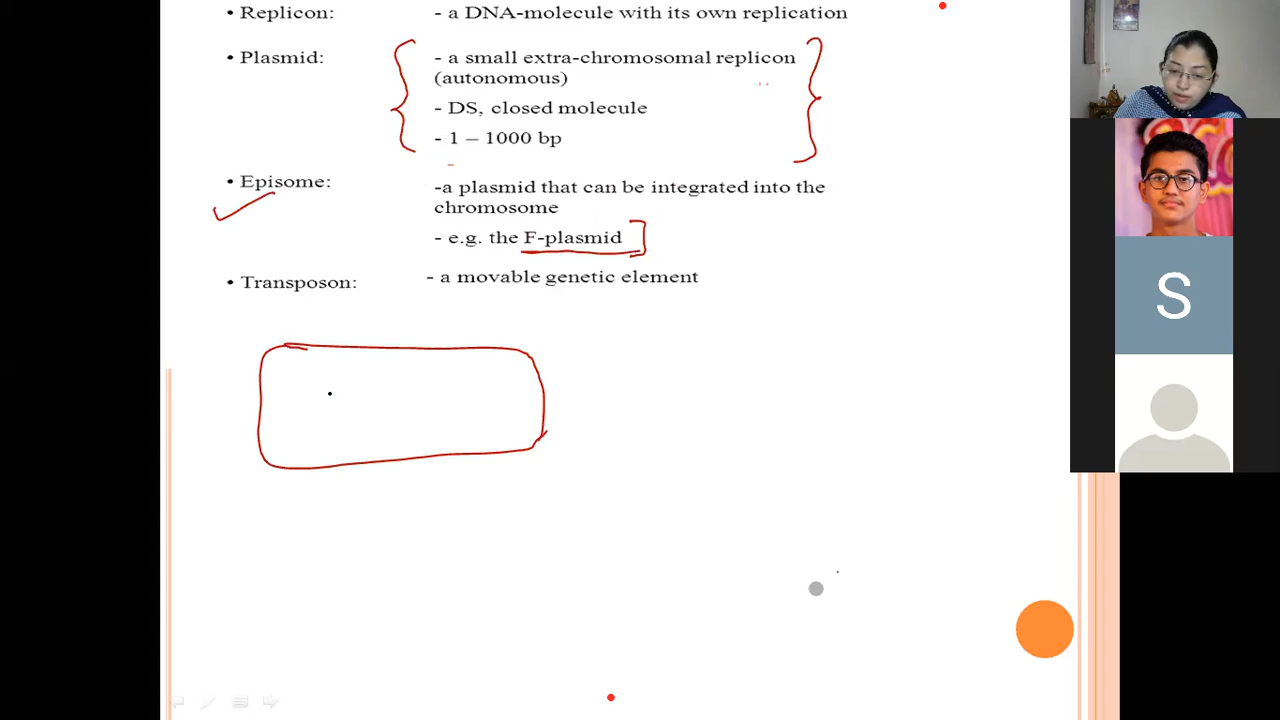 • Replicon: - a DNA-molecule with its own replication
• Plasmid: - a small extra-chromosomal replicon
(autonomous)
- DS, closed molecule
- 1 – 1000 bp
• Episome: -a plasmid that can be integrated into the
chromosome
- e.g. the F-plasmid
• Transposon: - a movable genetic element
S